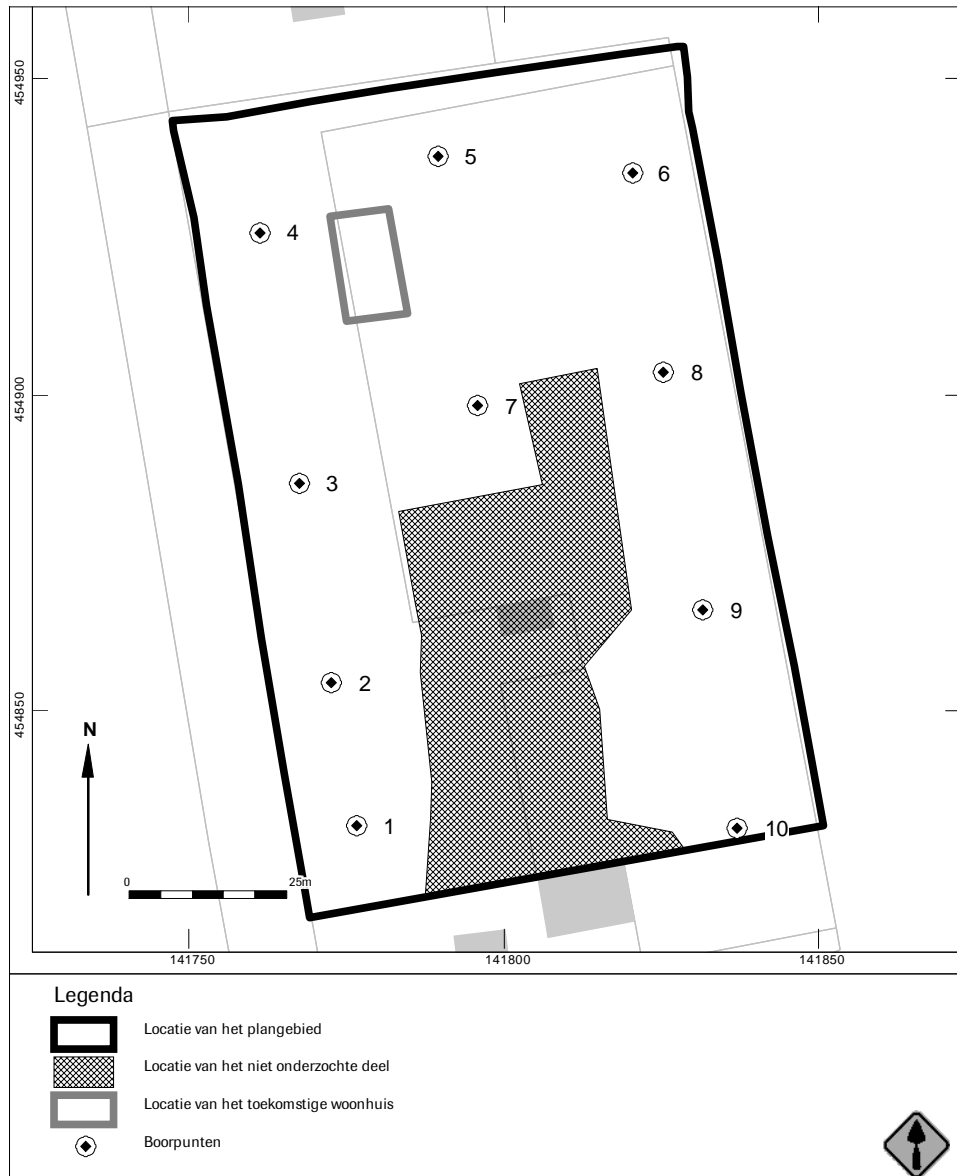 454950
5
6
4
8
454900
7
3
9
2
454850
N
1
10
0 25m
141750 141800 141850
Legenda
Locatie van het plangebied
Locatie van het niet onderzochte deel
Locatie van het toekomstige woonhuis
Boorpunten